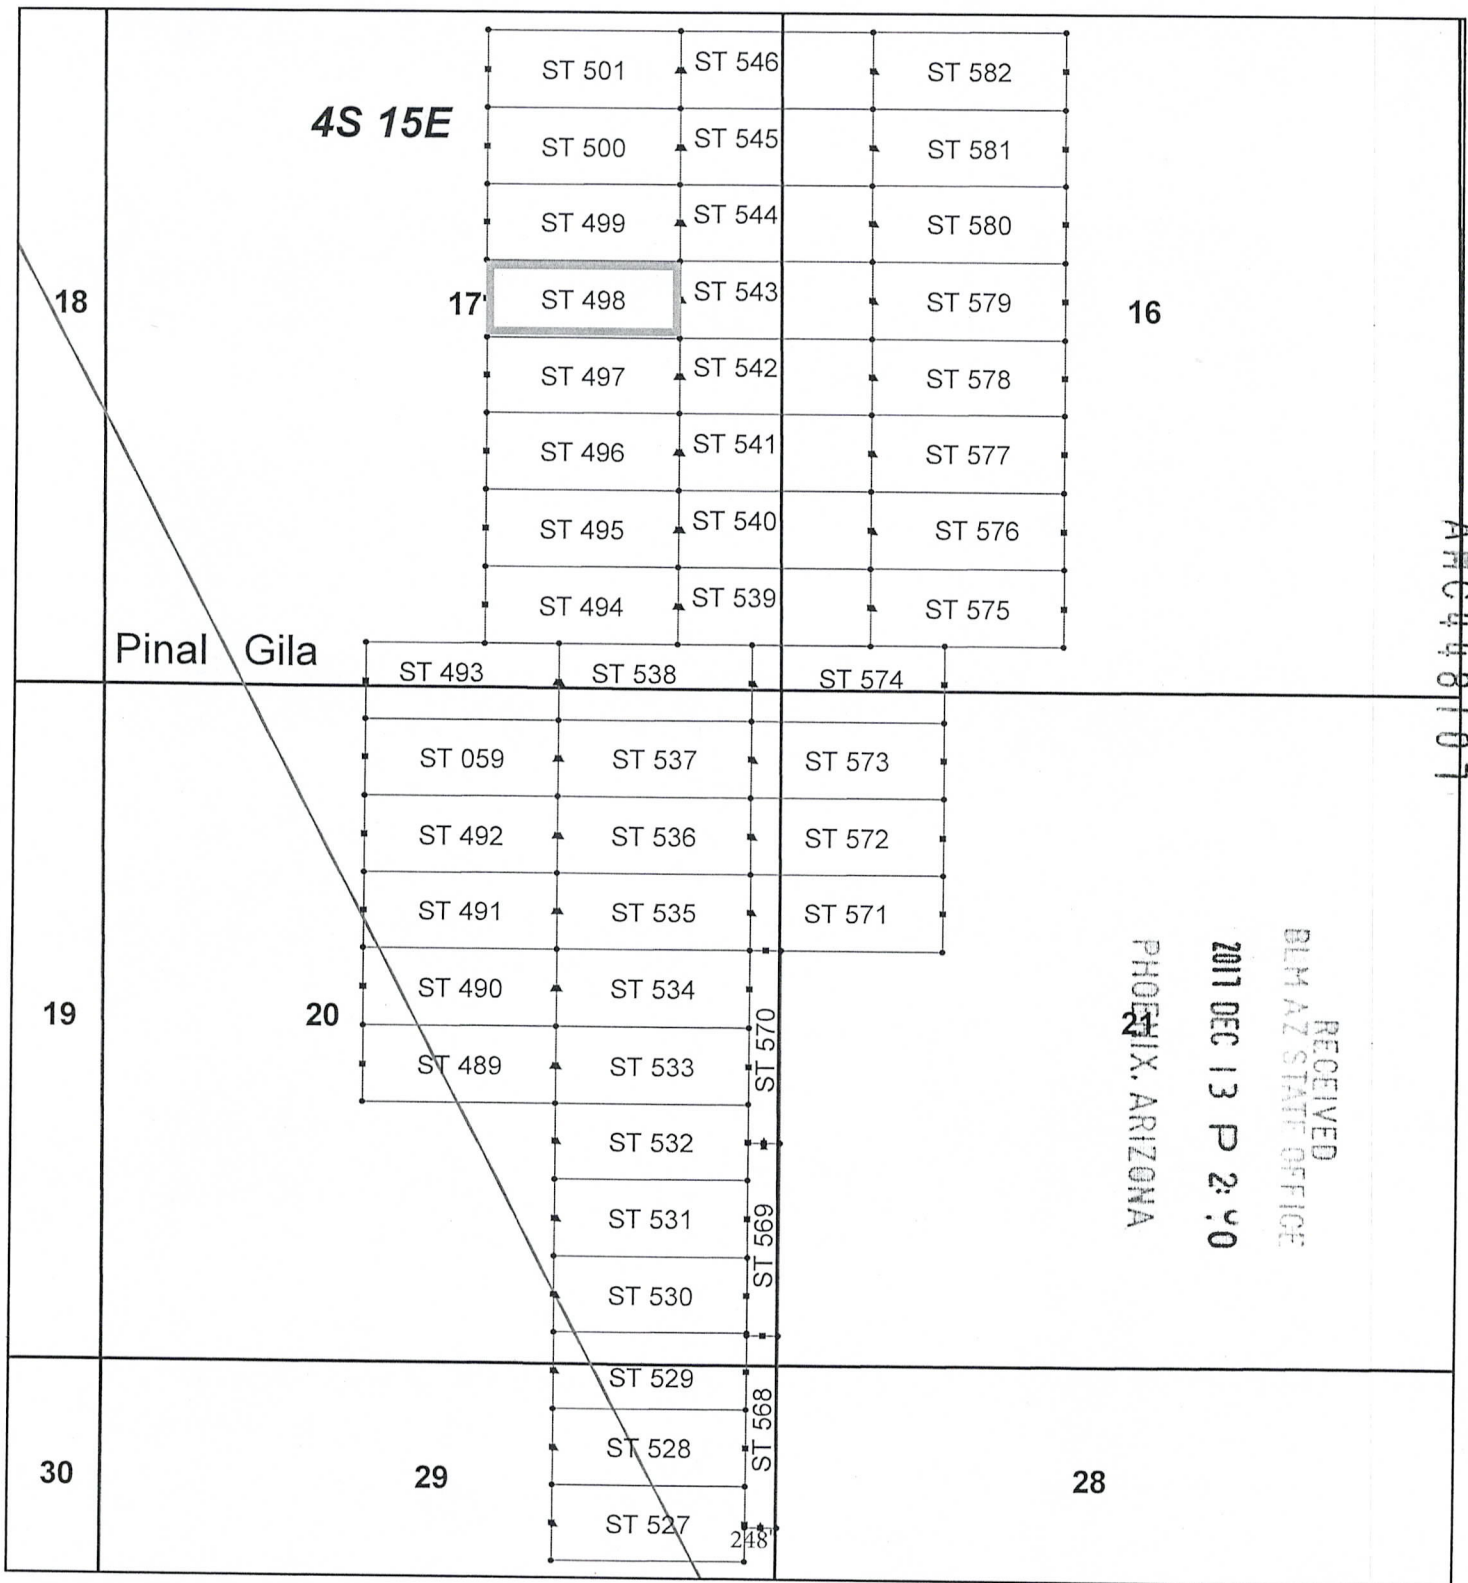 ST 501 ST 546 ST 582
4S 15E
ST 500 ST 545 ST 581
ST 499 ST 544 ST 580
18 17 ST 498 ST 543 ST 579 16
ST 497 ST 542 ST 578
ST 496 ST 541 ST 577
ST 495 ST 540 ST 576
ST 494 ST 539 ST 575
Pinal Gila
ST 493 ST 538 ST 574
ST 059 ST 537 ST 573
ST 492 ST 536 ST 572
ST 491 ST 535 ST 571
19 20 ST 490 ST 534 ST 570 21
ST 489 ST 533
ST 532
ST 531 ST 569
ST 530
ST 529
ST 528 ST 568
30 29 28
ST 527
248'
AMC448107
RECEIVED
BLM AZ STATE OFFICE
2017 DEC 13 P 2:40
PHOENIX, ARIZONA